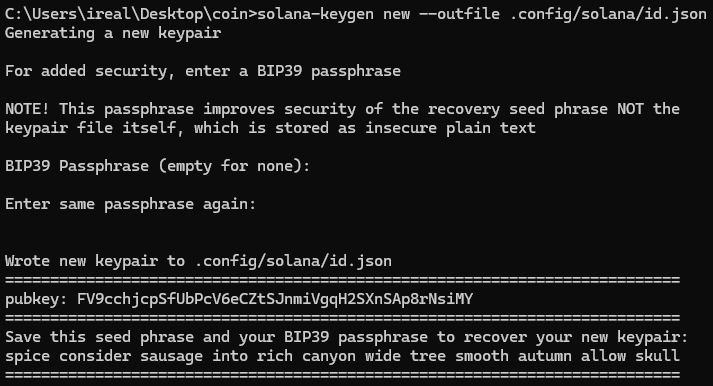 C:\Users\ireal\Desktop\coin>solana-keygen new --outfile .config/solana/id.json
Generating a new keypair
For added security, enter a BIP39 passphrase
NOTE! This passphrase improves security of the recovery seed phrase NOT the
keypair file itself, which is stored as insecure plain text
BIP39 Passphrase (empty for none):
Enter same passphrase again:
Wrote new keypair to .config/solana/id.json
===========================================================================
pubkey: FV9cchjcpSfUbPcV6eCZtSJnmiVgqH2SXnSAp8rNsiMY
===========================================================================
Save this seed phrase and your BIP39 passphrase to recover your new keypair:
spice consider sausage into rich canyon wide tree smooth autumn allow skull
===========================================================================